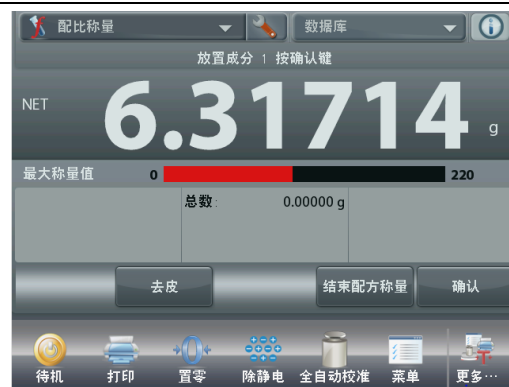 配比称量 数据库
放置成分 1 按确认键
NET 6.31714 g
最大称量值 0 220
总数: 0.00000 g
去皮 结束配方称量 确认
待机 打印 置零 除静电 全自动校准 菜单 更多…